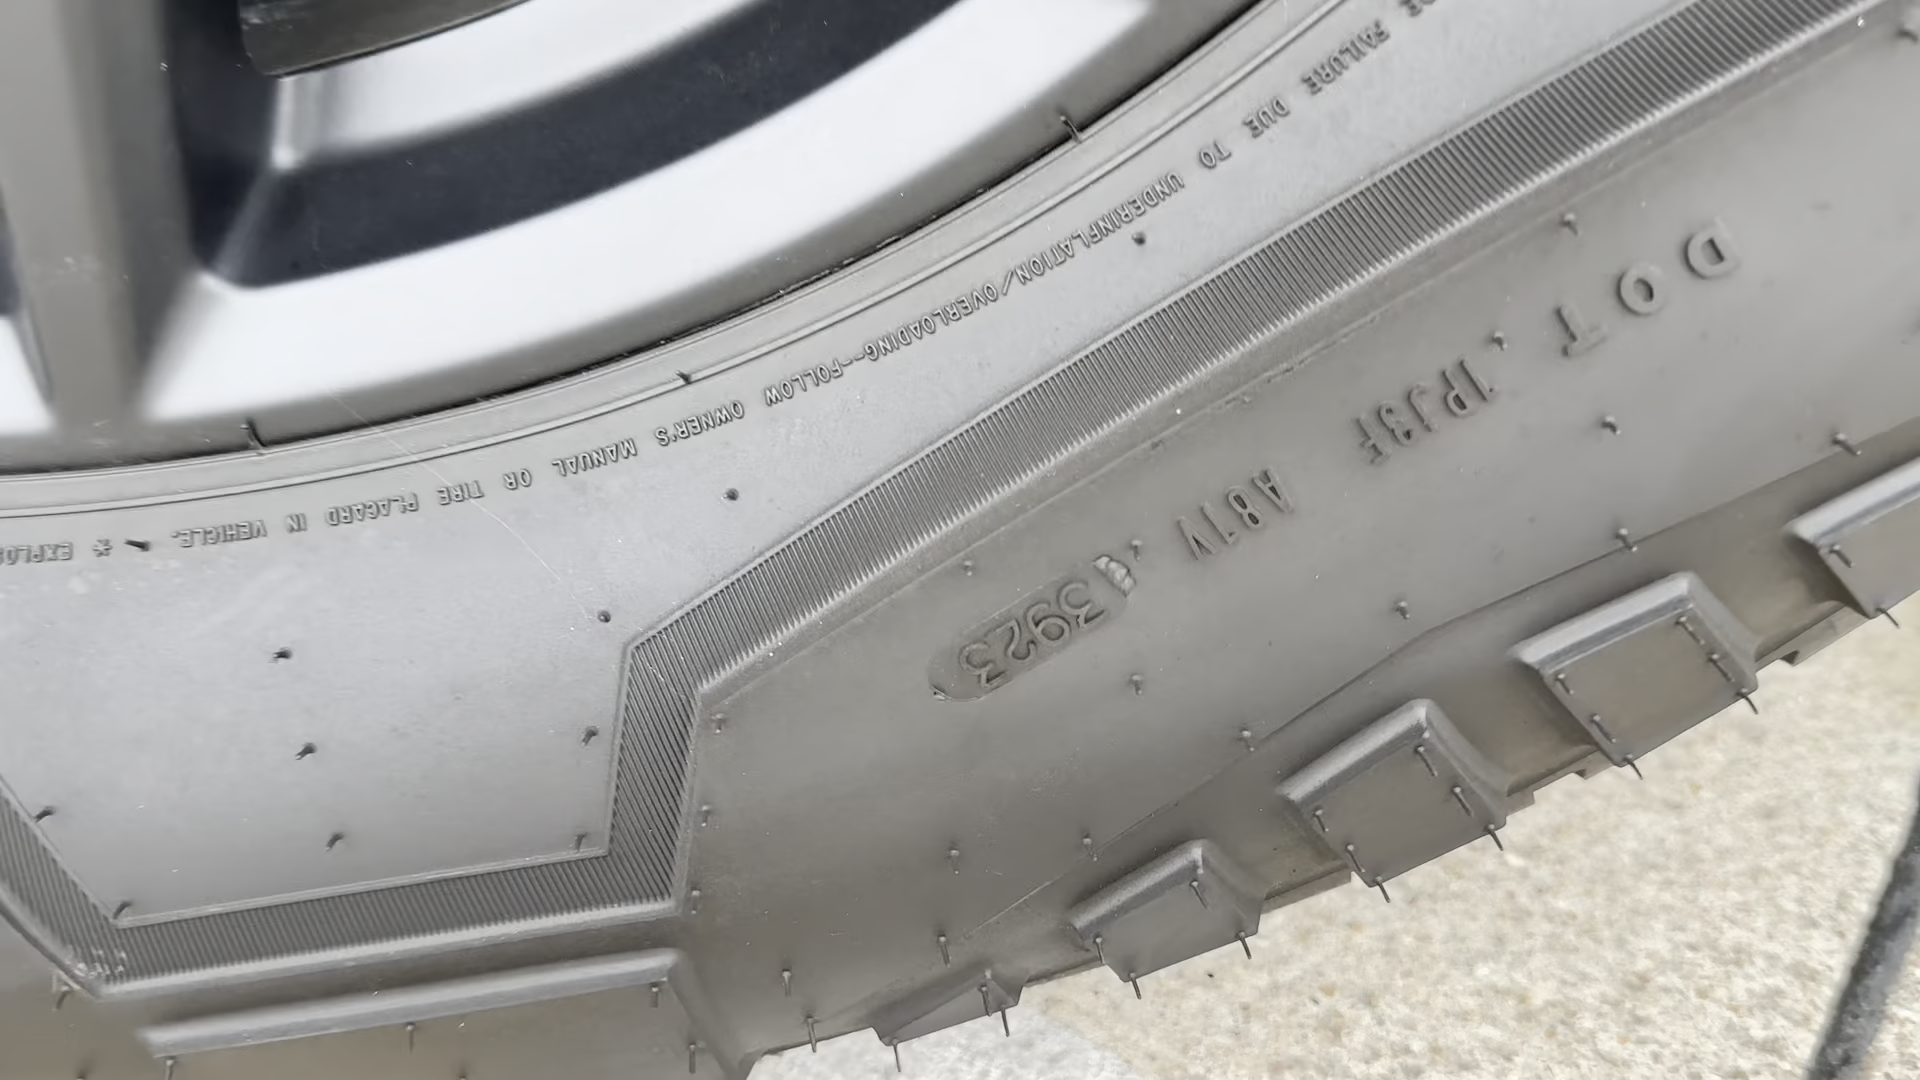 DOT 1PJ3F A81V 3923
FAILURE DUE TO UNDERINFLATION/OVERLOADING--FOLLOW OWNER'S MANUAL OR TIRE PLACARD IN VEHICLE. *